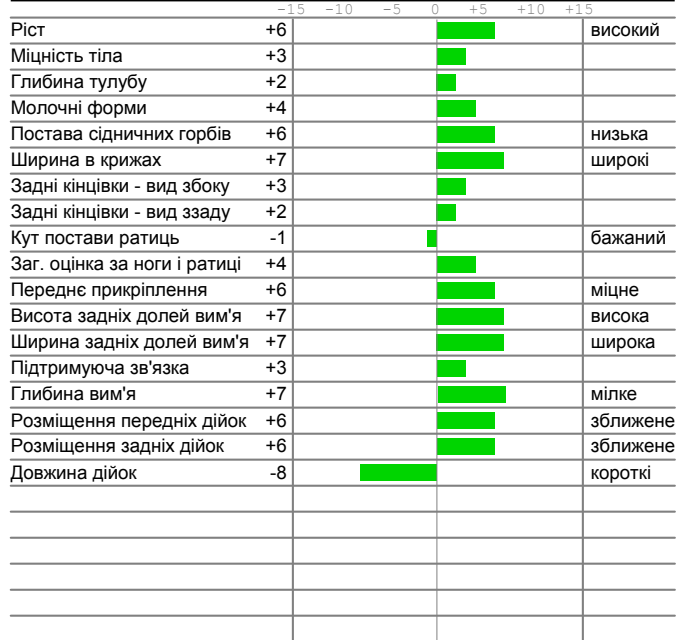 -15 -10 -5 0 +5 +10 +15
Ріст +6 високий
Міцність тіла +3
Глибина тулубу +2
Молочні форми +4
Постава сідничних горбів +6 низька
Ширина в крижах +7 широкі
Задні кінцівки - вид збоку +3
Задні кінцівки - вид ззаду +2
Кут постави ратиць -1 бажаний
Заг. оцінка за ноги і ратиці +4
Переднє прикріплення +6 міцне
Висота задніх долей вим'я +7 висока
Ширина задніх долей вим'я +7 широка
Підтримуюча зв'язка +3
Глибина вим'я +7 мілке
Розміщення передніх дійок +6 зближене
Розміщення задніх дійок +6 зближене
Довжина дійок -8 короткі